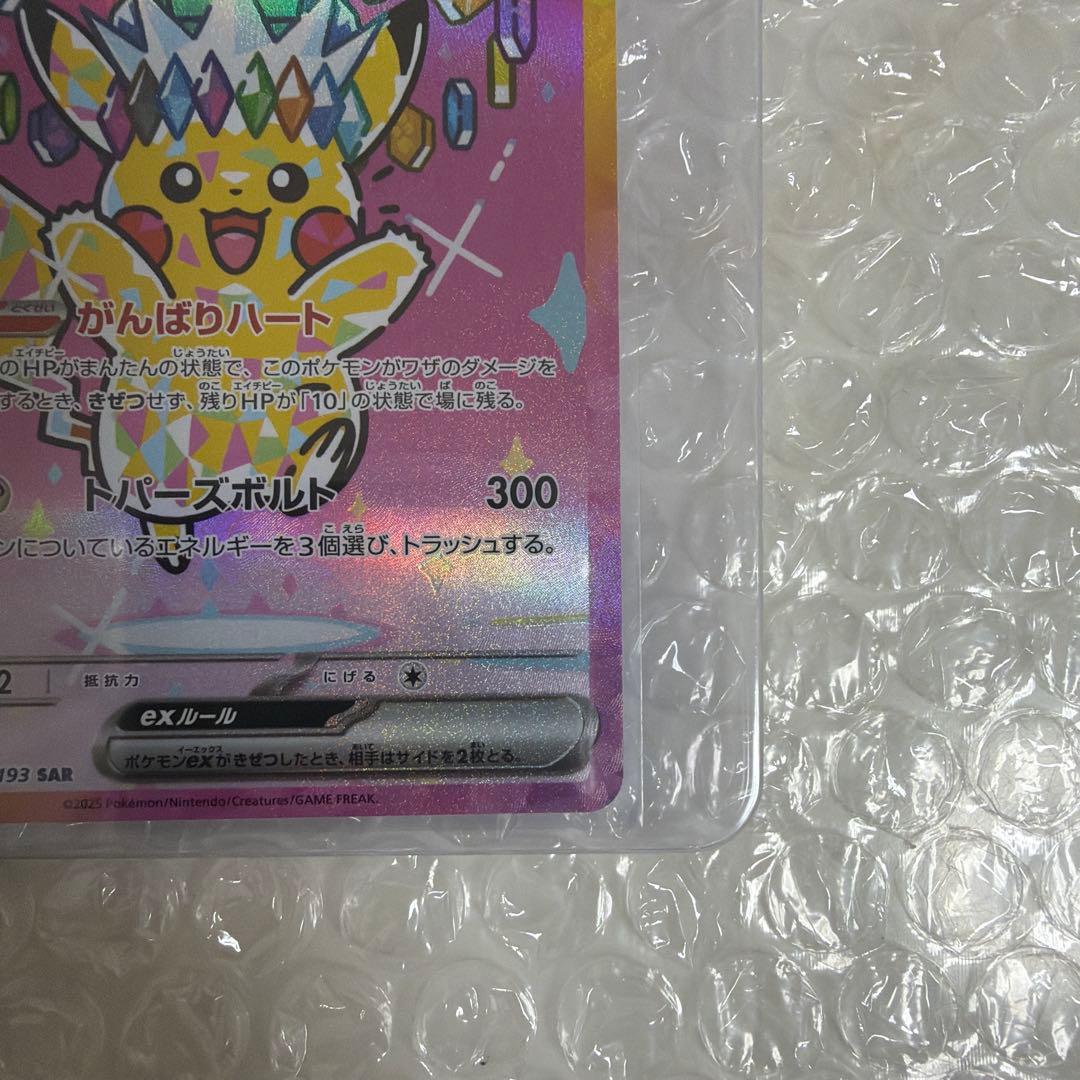 とくせい がんばりハート
のHPがまんたんの状態で、このポケモンがワザのダメージを
するとき、きぜつせず、残りHPが「10」の状態で場に残る。
トパーズボルト 300
ンについているエネルギーを3個選び、トラッシュする。
2 抵抗力 にげる
exルール
ポケモンexがきぜつしたとき、相手はサイドを2枚とる。
193 SAR
©2025 Pokémon/Nintendo/Creatures/GAME FREAK.